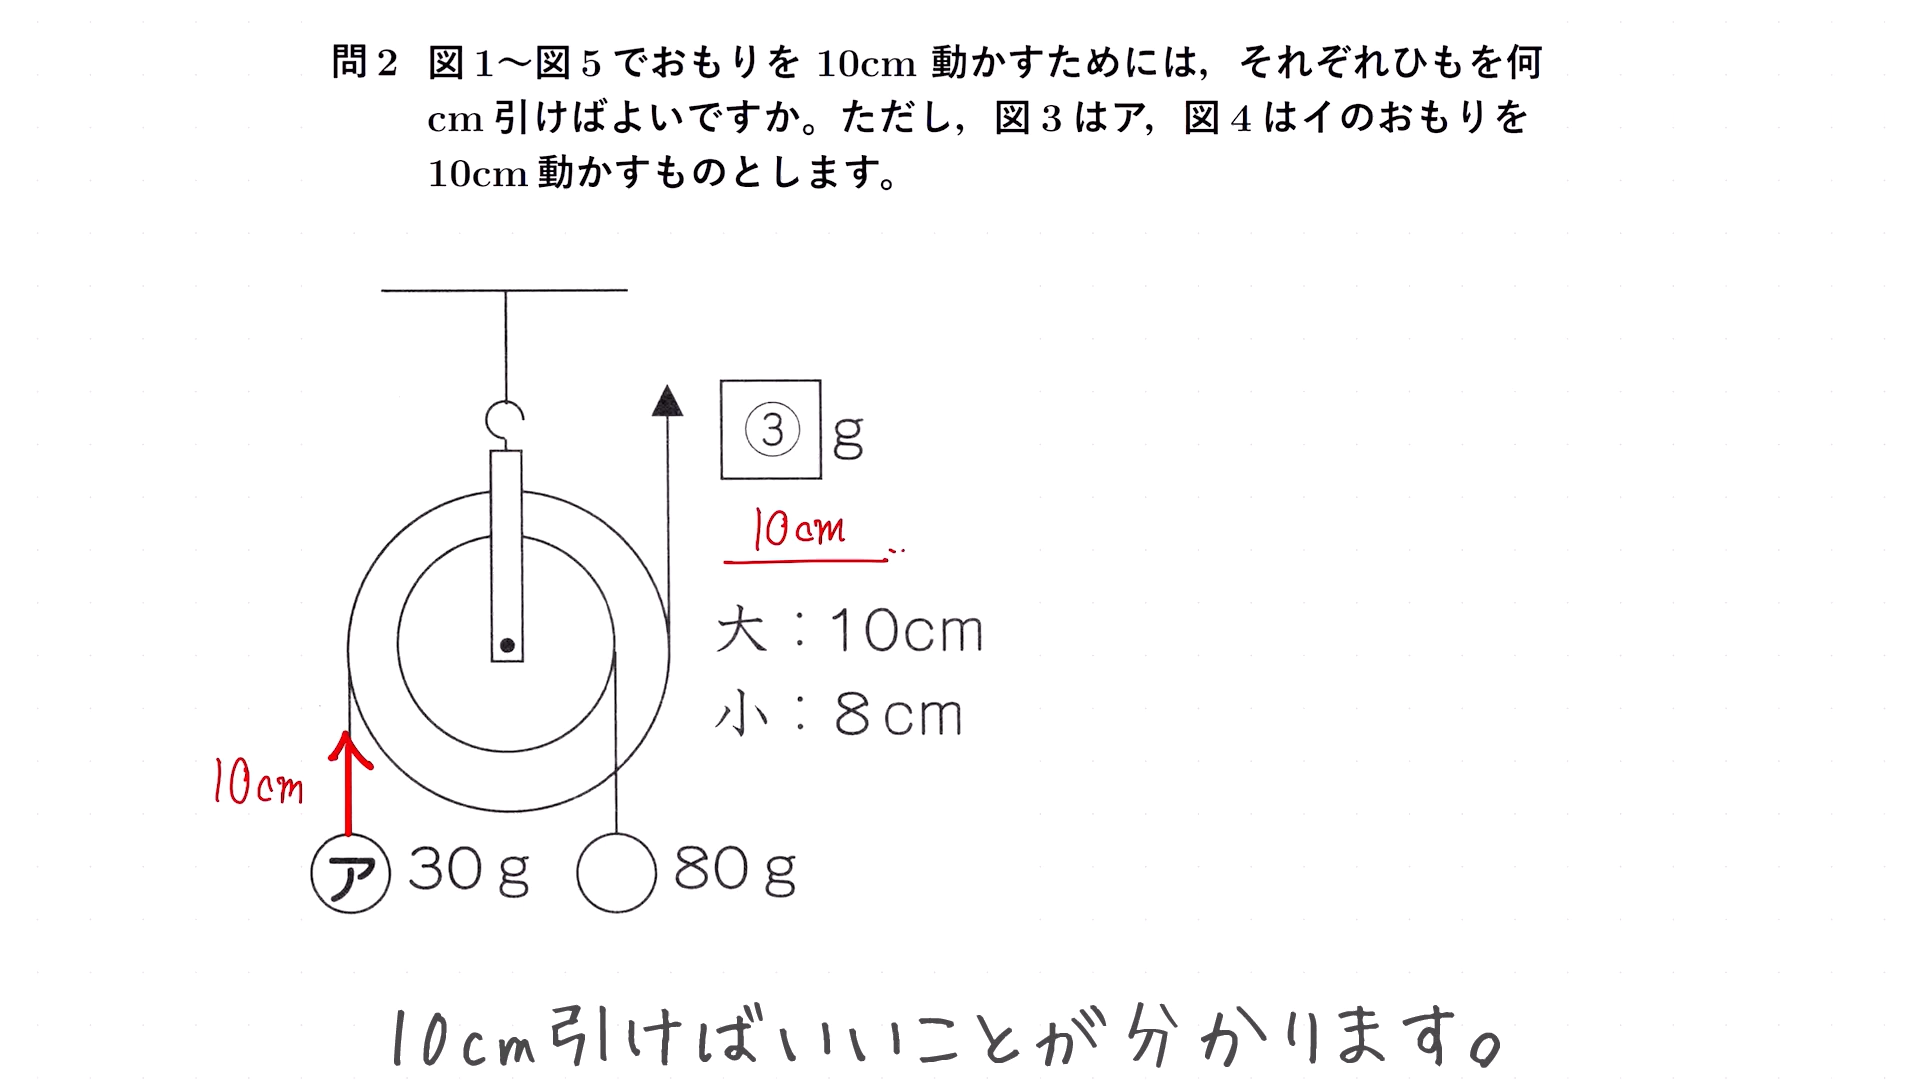 問2 図1～図5でおもりを10cm動かすためには，それぞれひもを何
cm引けばよいですか。ただし，図3はア，図4はイのおもりを
10cm動かすものとします。
③ g
10cm
大：10cm
小：8cm
10cm
ア 30g 80g
10cm引けばいいことが分かります。